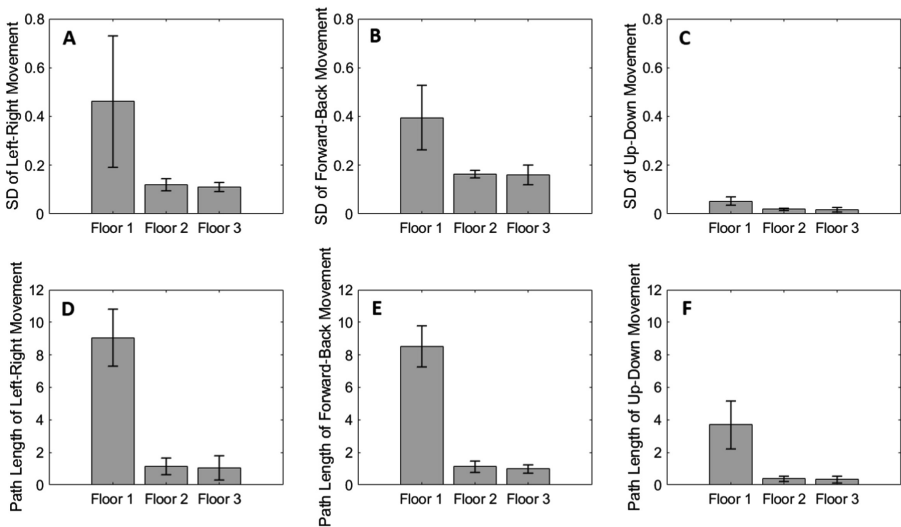 A
SD of Left-Right Movement
0.8
0.6
0.4
0.2
0
Floor 1 Floor 2 Floor 3
B
SD of Forward-Back Movement
0.8
0.6
0.4
0.2
0
Floor 1 Floor 2 Floor 3
C
SD of Up-Down Movement
0.8
0.6
0.4
0.2
0
Floor 1 Floor 2 Floor 3
D
Path Length of Left-Right Movement
12
10
8
6
4
2
0
Floor 1 Floor 2 Floor 3
E
Path Length of Forward-Back Movement
12
10
8
6
4
2
0
Floor 1 Floor 2 Floor 3
F
Path Length of Up-Down Movement
12
10
8
6
4
2
0
Floor 1 Floor 2 Floor 3